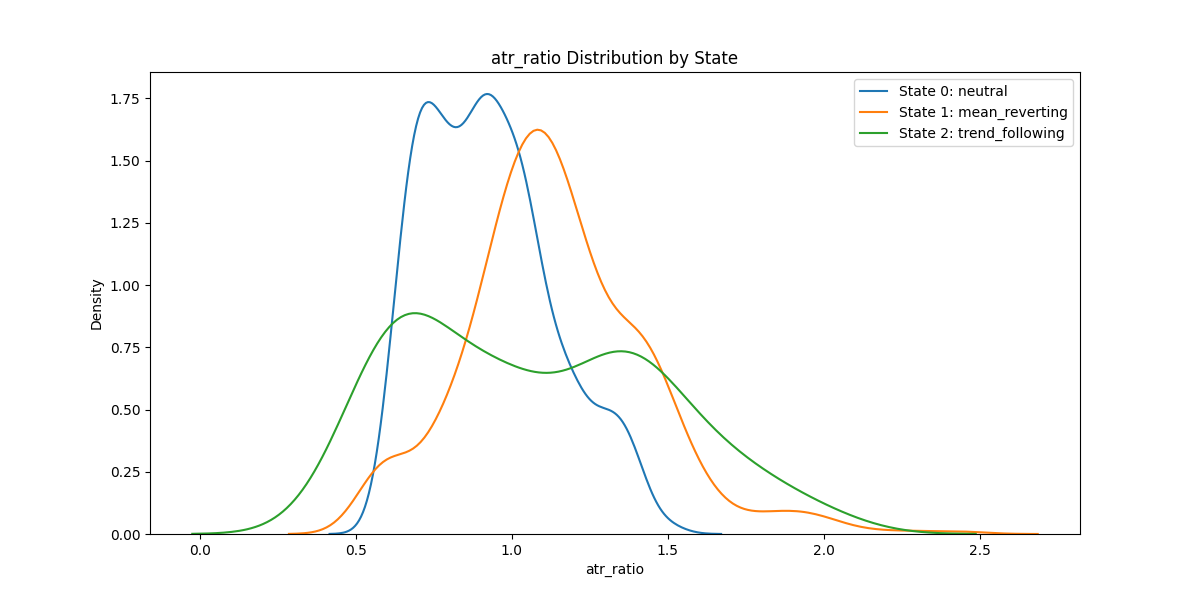 atr_ratio Distribution by State
State 0: neutral
State 1: mean_reverting
State 2: trend_following
Density
1.75
1.50
1.25
1.00
0.75
0.50
0.25
0.00
0.0 0.5 1.0 1.5 2.0 2.5
atr_ratio